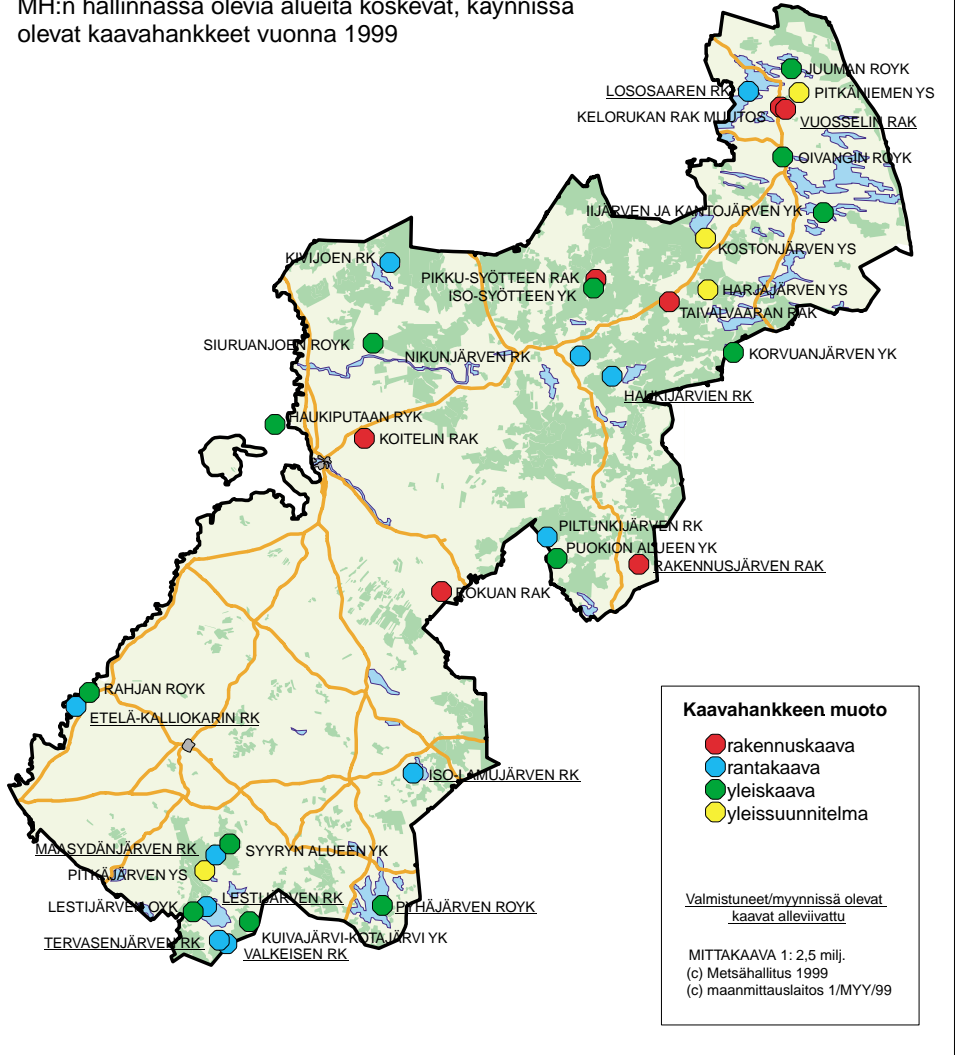 MH:n hallinnassa olevia alueita koskevat, käynnissä
olevat kaavahankkeet vuonna 1999
JUUMAN ROYK
LOSOSAAREN RK
PITKÄNIEMEN YS
KELORUKAN RAK MUUTOS
VUOSSELIN RAK
OIVANGIN ROYK
IIJÄRVEN JA KANTOJÄRVEN YK
KOSTONJÄRVEN YS
KIVIJOEN RK
PIKKU-SYÖTTEEN RAK
ISO-SYÖTTEEN YK
HARJAJÄRVEN YS
TAIVALVAARAN RAK
SIURUANJOEN ROYK
NIKUNJÄRVEN RK
KORVUANJÄRVEN YK
HAUKIJÄRVIEN RK
HAUKIPUTAAN RYK
KOITELIN RAK
PILTUNKIJÄRVEN RK
PUOKION ALUEEN YK
RAKENNUSJÄRVEN RAK
ROKUAN RAK
RAHJAN ROYK
ETELÄ-KALLIOKARIN RK
ISO-LAMUJÄRVEN RK
MAASYDÄNJÄRVEN RK
SYYRYN ALUEEN YK
PITKÄJÄRVEN YS
LESTIJÄRVEN RK
LESTIJÄRVEN OYK
PYHÄJÄRVEN ROYK
TERVASENJÄRVEN RK
KUIVAJÄRVI-KOTAJÄRVI YK
VALKEISEN RK
Kaavahankkeen muoto
rakennuskaava
rantakaava
yleiskaava
yleissuunnitelma
Valmistuneet/myynnissä olevat
kaavat alleviivattu
MITTAKAAVA 1: 2,5 milj.
(c) Metsähallitus 1999
(c) maanmittauslaitos 1/MYY/99